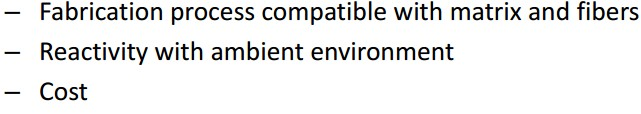 – Fabrication process compatible with matrix and fibers
– Reactivity with ambient environment
– Cost